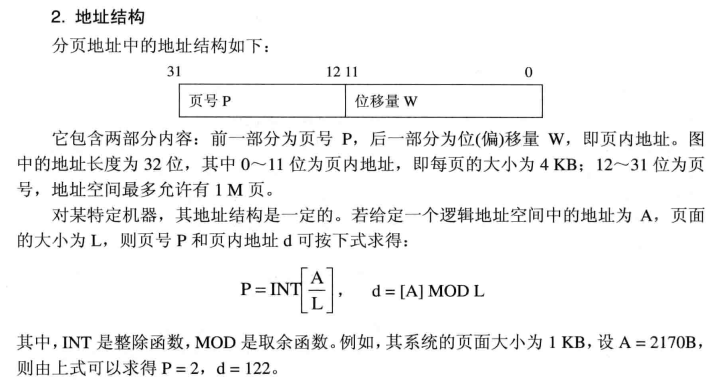 2. 地址结构
分页地址中的地址结构如下：
31 12 11 0
页号 P 位移量 W
它包含两部分内容：前一部分为页号 P，后一部分为位(偏)移量 W，即页内地址。图
中的地址长度为 32 位，其中 0～11 位为页内地址，即每页的大小为 4 KB；12～31 位为页
号，地址空间最多允许有 1 M 页。
对某特定机器，其地址结构是一定的。若给定一个逻辑地址空间中的地址为 A，页面
的大小为 L，则页号 P 和页内地址 d 可按下式求得：
P = INT[A/L]， d = [A] MOD L
其中，INT 是整除函数，MOD 是取余函数。例如，其系统的页面大小为 1 KB，设 A = 2170B，
则由上式可以求得 P = 2，d = 122。